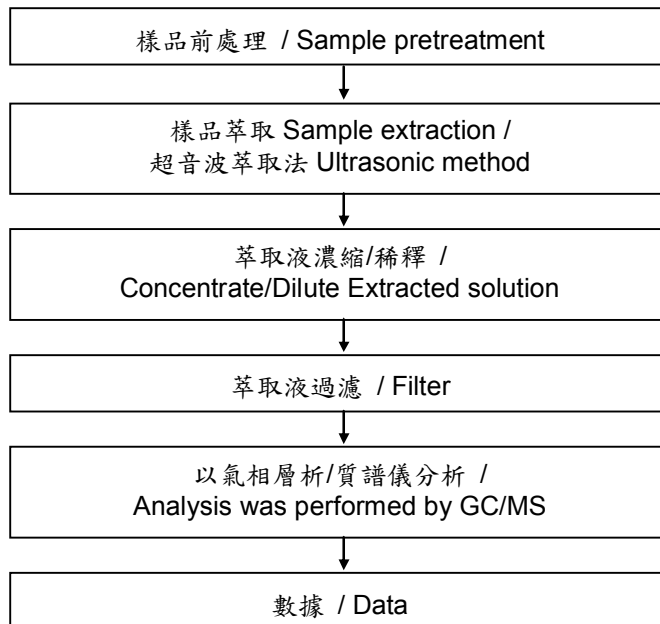 樣品前處理 / Sample pretreatment
樣品萃取 Sample extraction /
超音波萃取法 Ultrasonic method
萃取液濃縮/稀釋 /
Concentrate/Dilute Extracted solution
萃取液過濾 / Filter
以氣相層析/質譜儀分析 /
Analysis was performed by GC/MS
數據 / Data